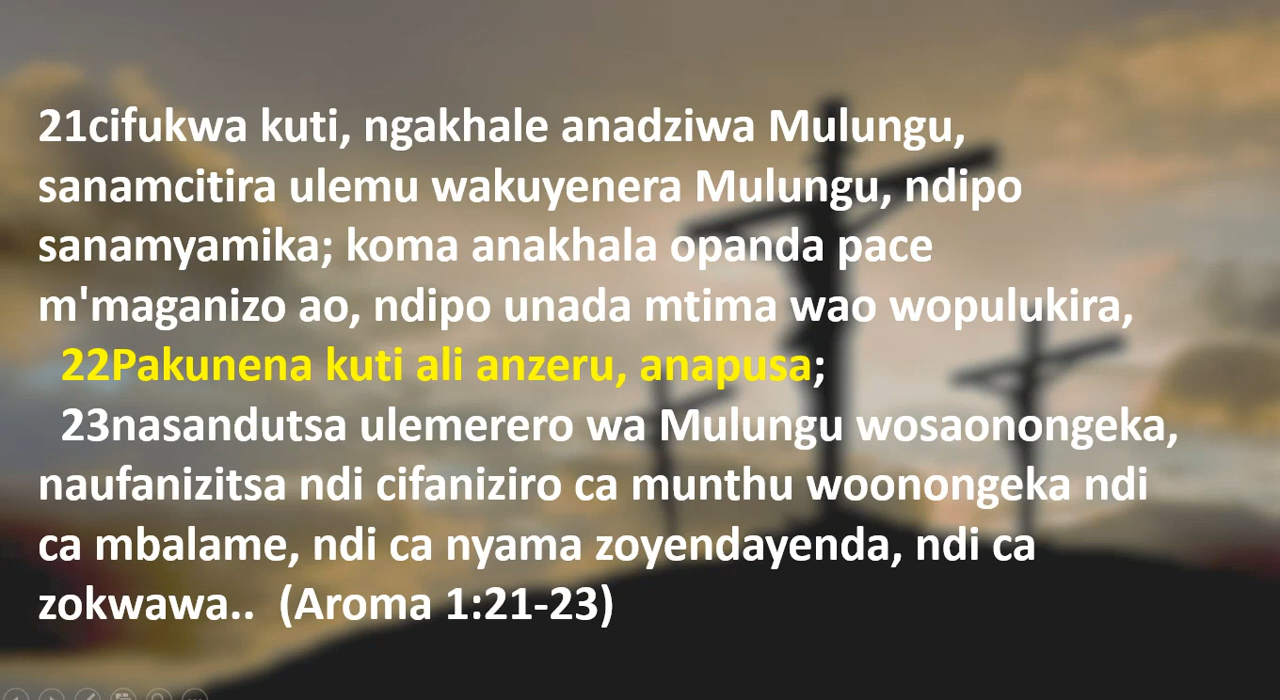 21cifukwa kuti, ngakhale anadziwa Mulungu,
sanamcitira ulemu wakuyenera Mulungu, ndipo
sanamyamika; koma anakhala opanda pace
m'maganizo ao, ndipo unada mtima wao wopulukira,
22Pakunena kuti ali anzeru, anapusa;
23nasandutsa ulemerero wa Mulungu wosaonongeka,
naufanizitsa ndi cifaniziro ca munthu woonongeka ndi
ca mbalame, ndi ca nyama zoyendayenda, ndi ca
zokwawa.. (Aroma 1:21-23)